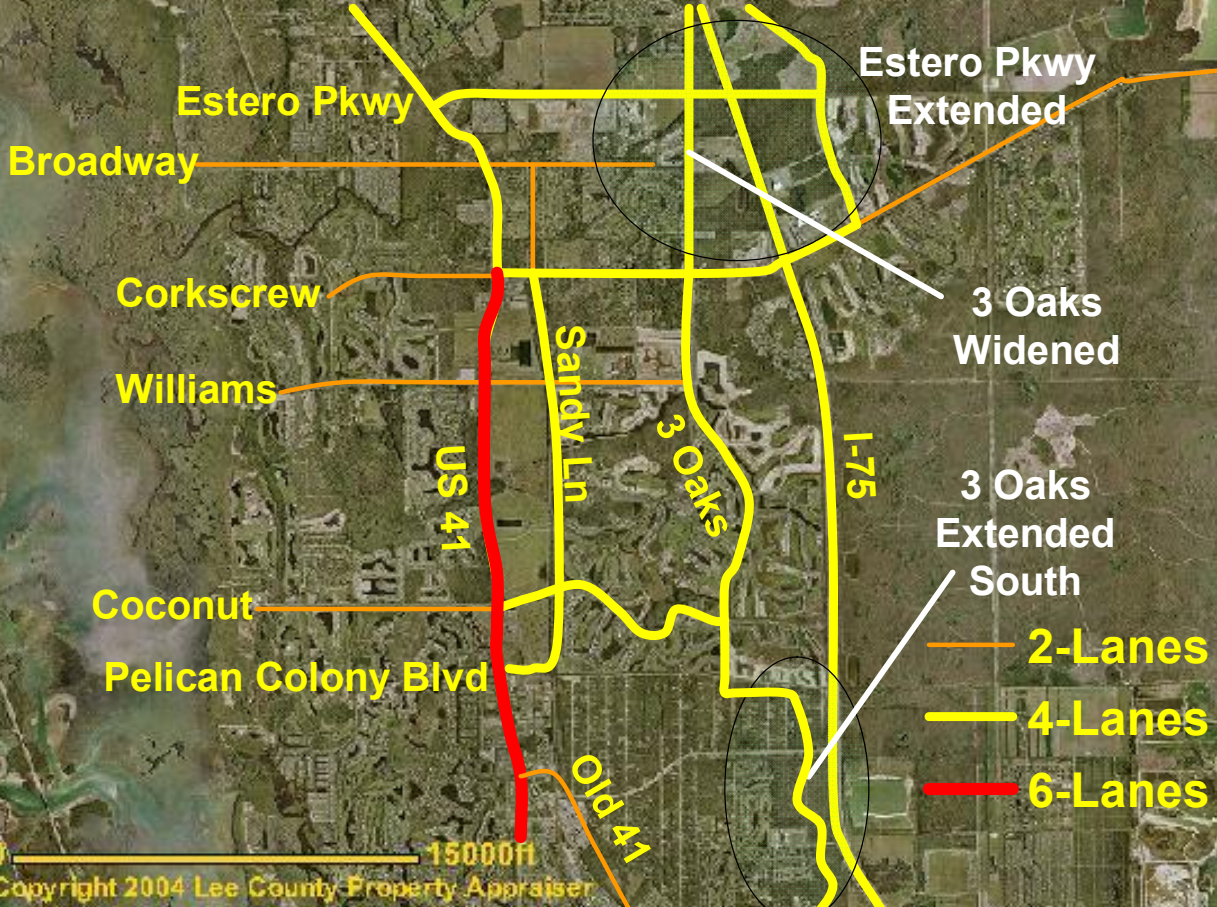 Estero Pkwy
Estero Pkwy
Extended
Broadway
Corkscrew
3 Oaks
Widened
Williams
Sandy Ln
3 Oaks
US 41
I-75
3 Oaks
Extended
South
Coconut
Pelican Colony Blvd
2-Lanes
4-Lanes
6-Lanes
Old 41
15000ft
Copyright 2004 Lee County Property Appraiser